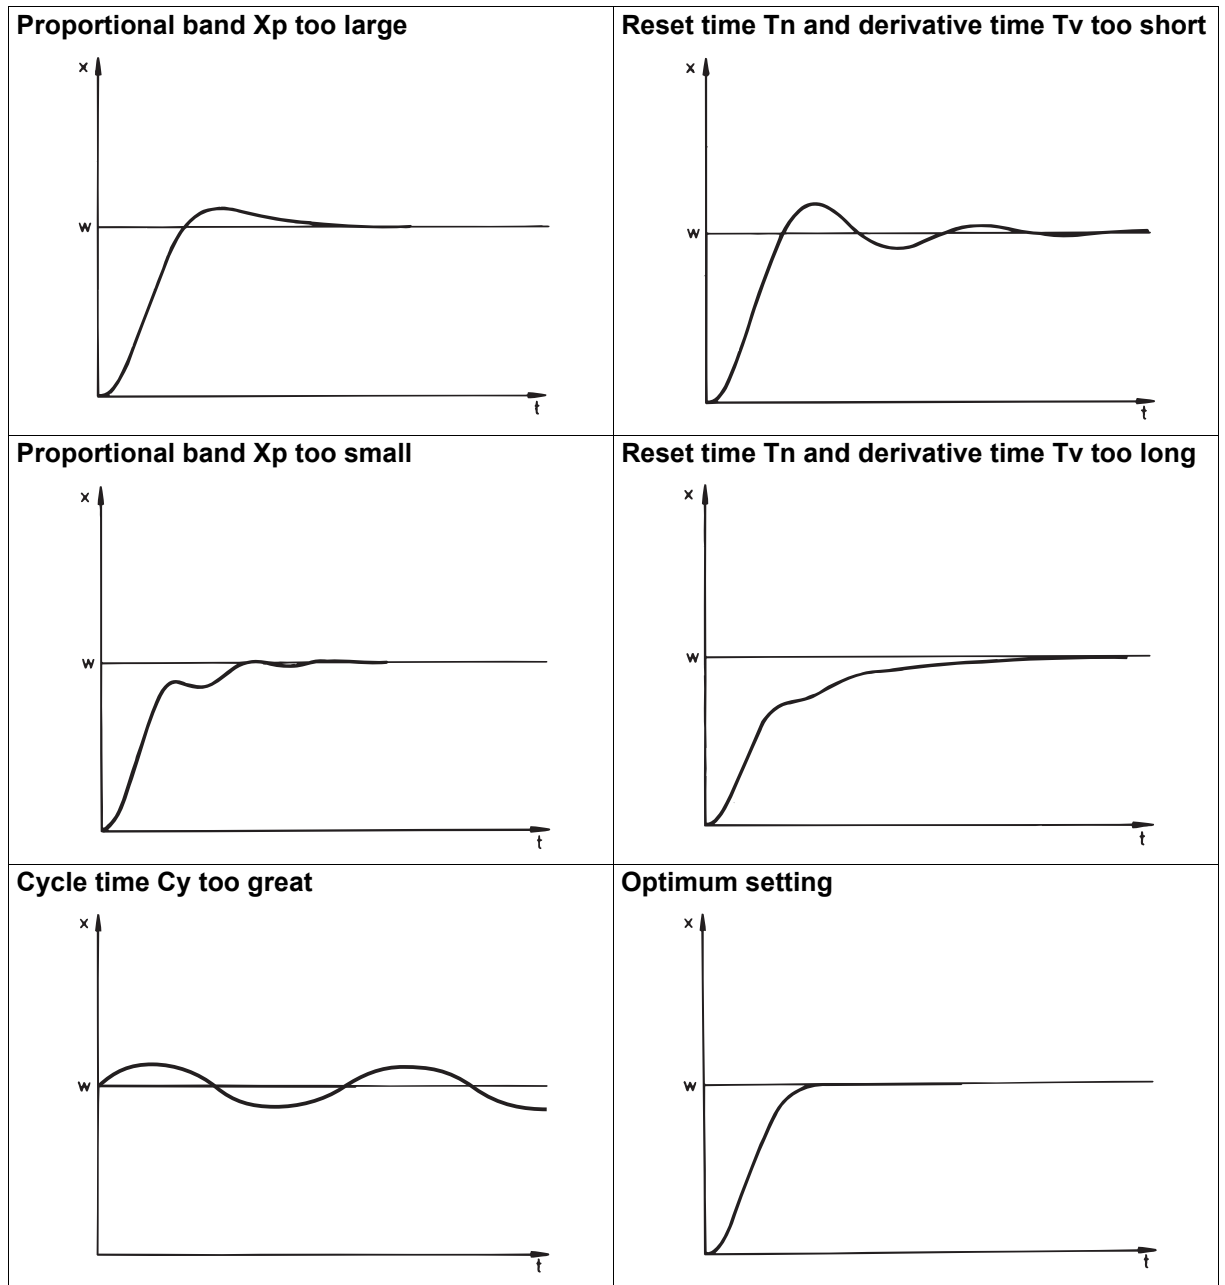 Proportional band Xp too large
x
w
t
Reset time Tn and derivative time Tv too short
x
w
t
Proportional band Xp too small
x
w
t
Reset time Tn and derivative time Tv too long
x
w
t
Cycle time Cy too great
x
w
t
Optimum setting
x
w
t